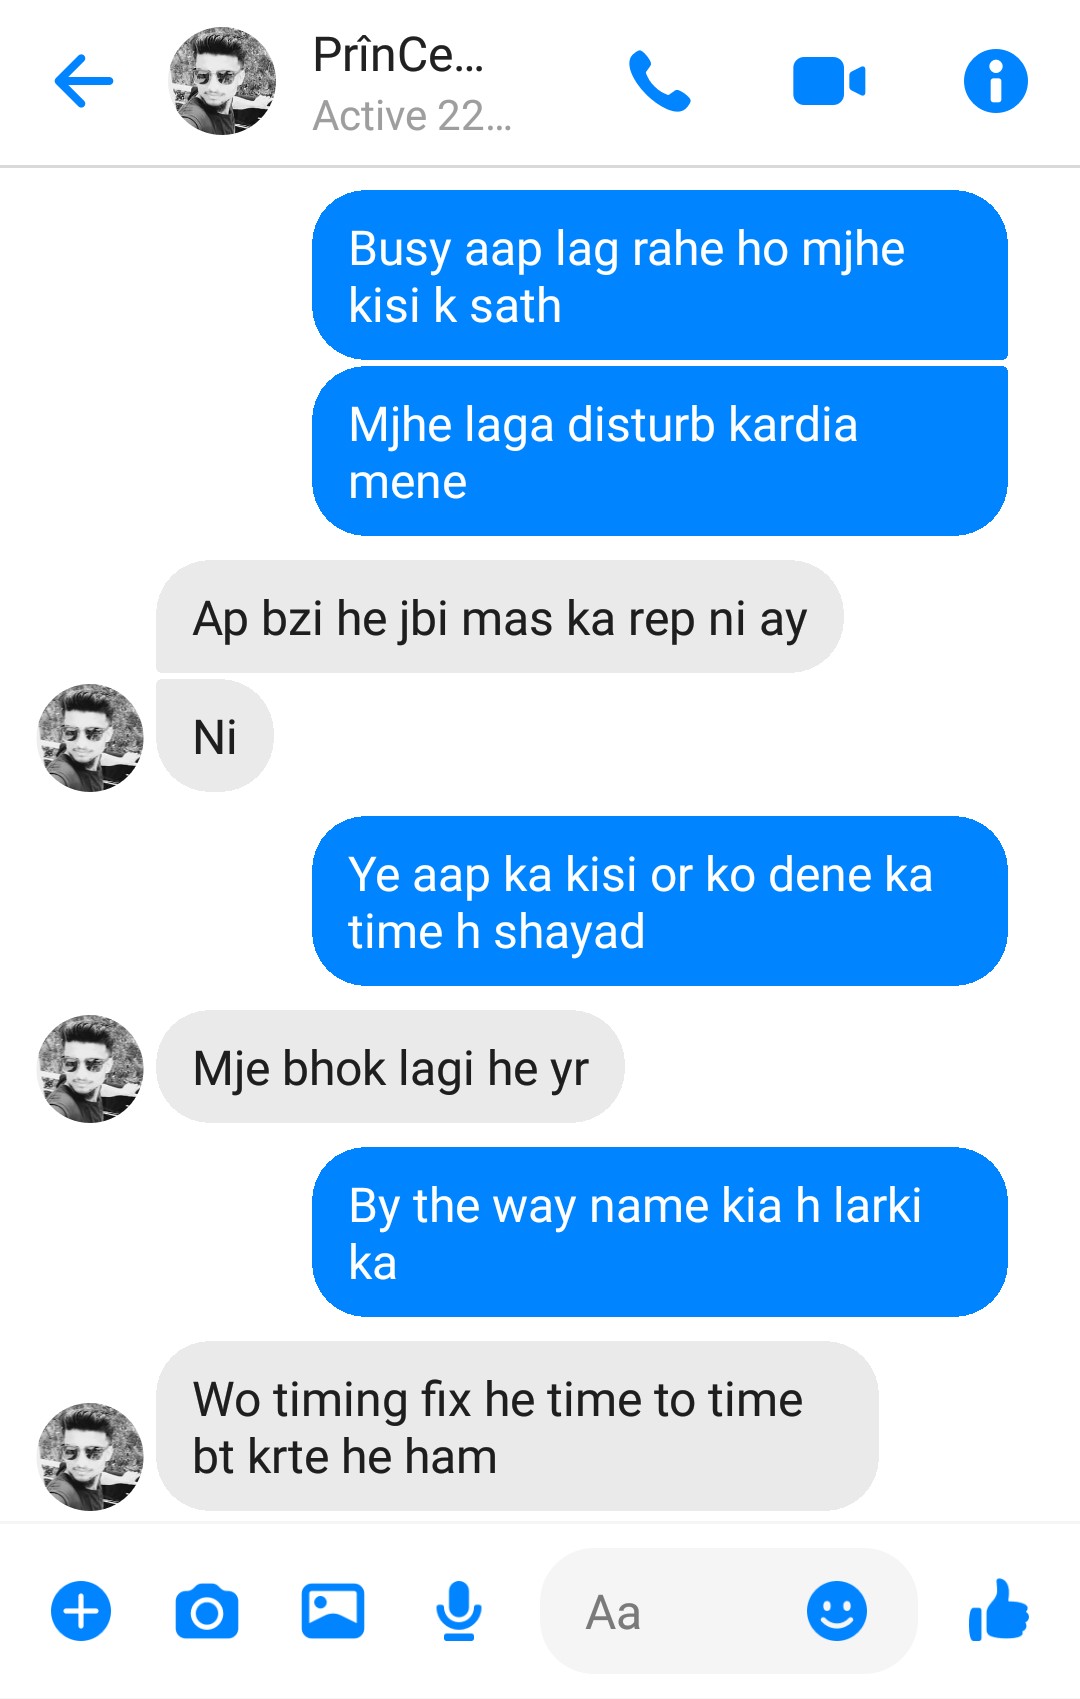 PrînCe...
Active 22...
Busy aap lag rahe ho mjhe
kisi k sath
Mjhe laga disturb kardia
mene
Ap bzi he jbi mas ka rep ni ay
Ni
Ye aap ka kisi or ko dene ka
time h shayad
Mje bhok lagi he yr
By the way name kia h larki
ka
Wo timing fix he time to time
bt krte he ham
Aa